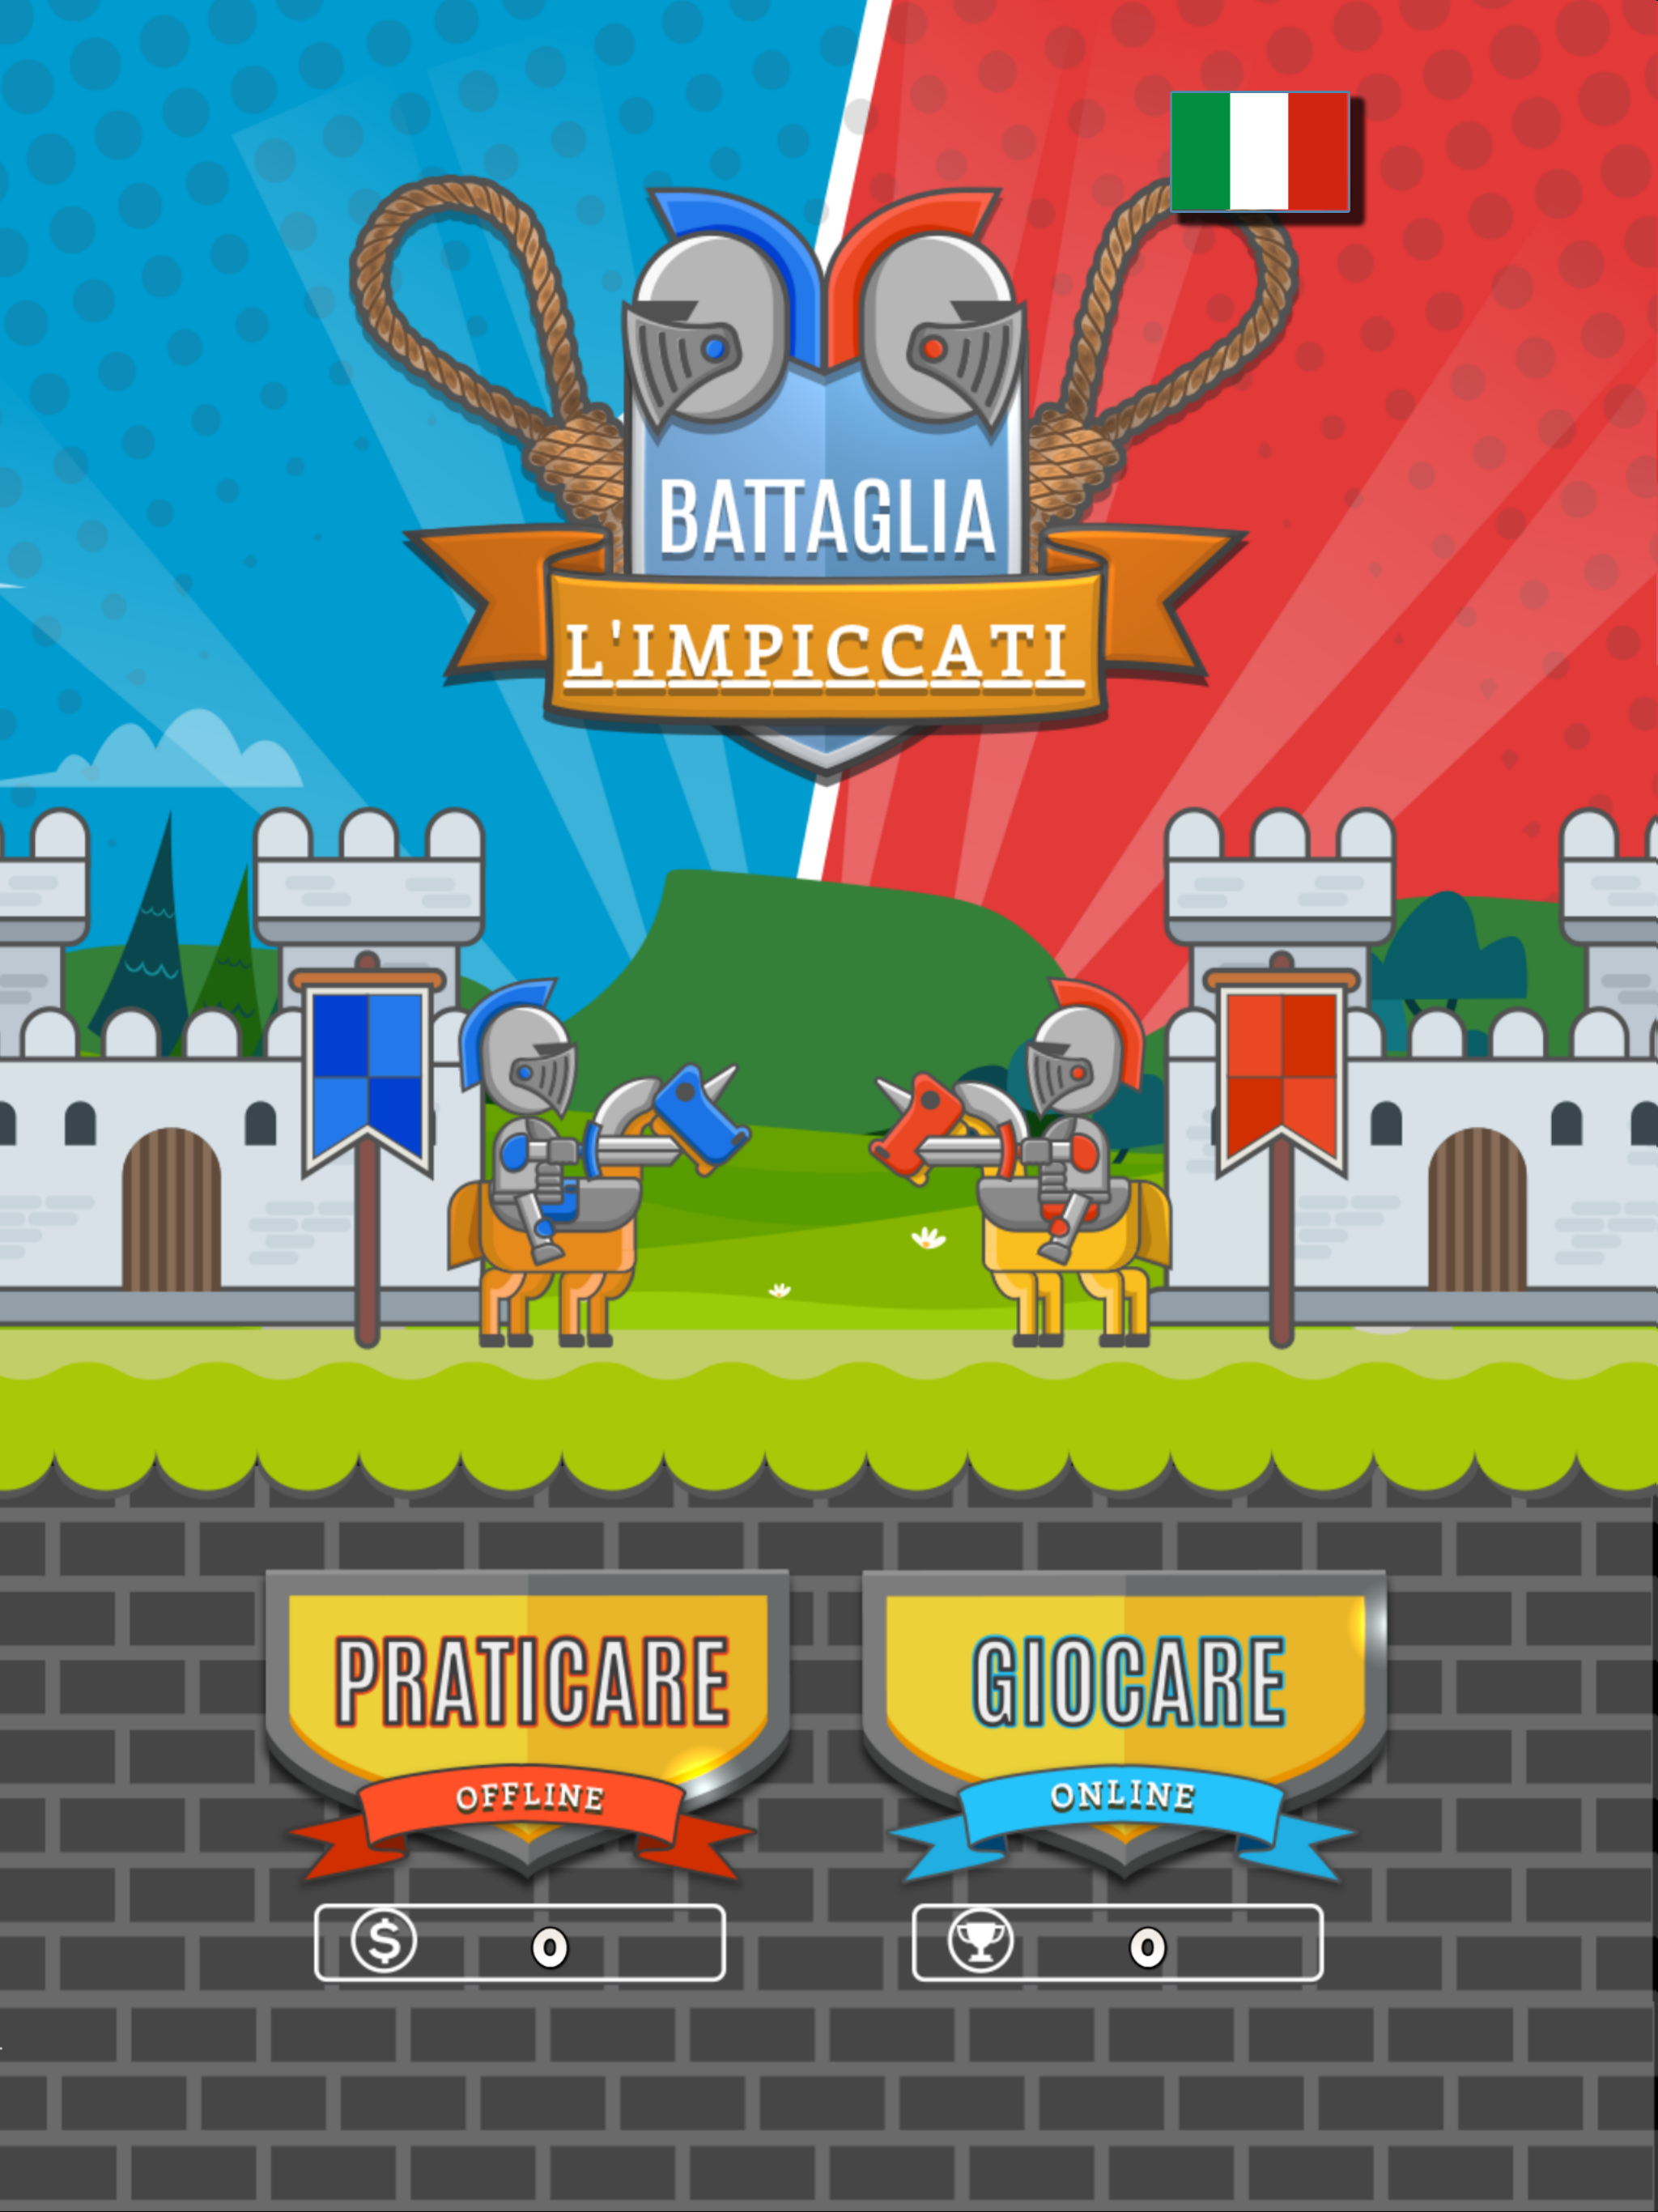 BATTAGLIA
L'IMPICCATI
PRATICARE
GIOCARE
OFFLINE
ONLINE
$ 0
0